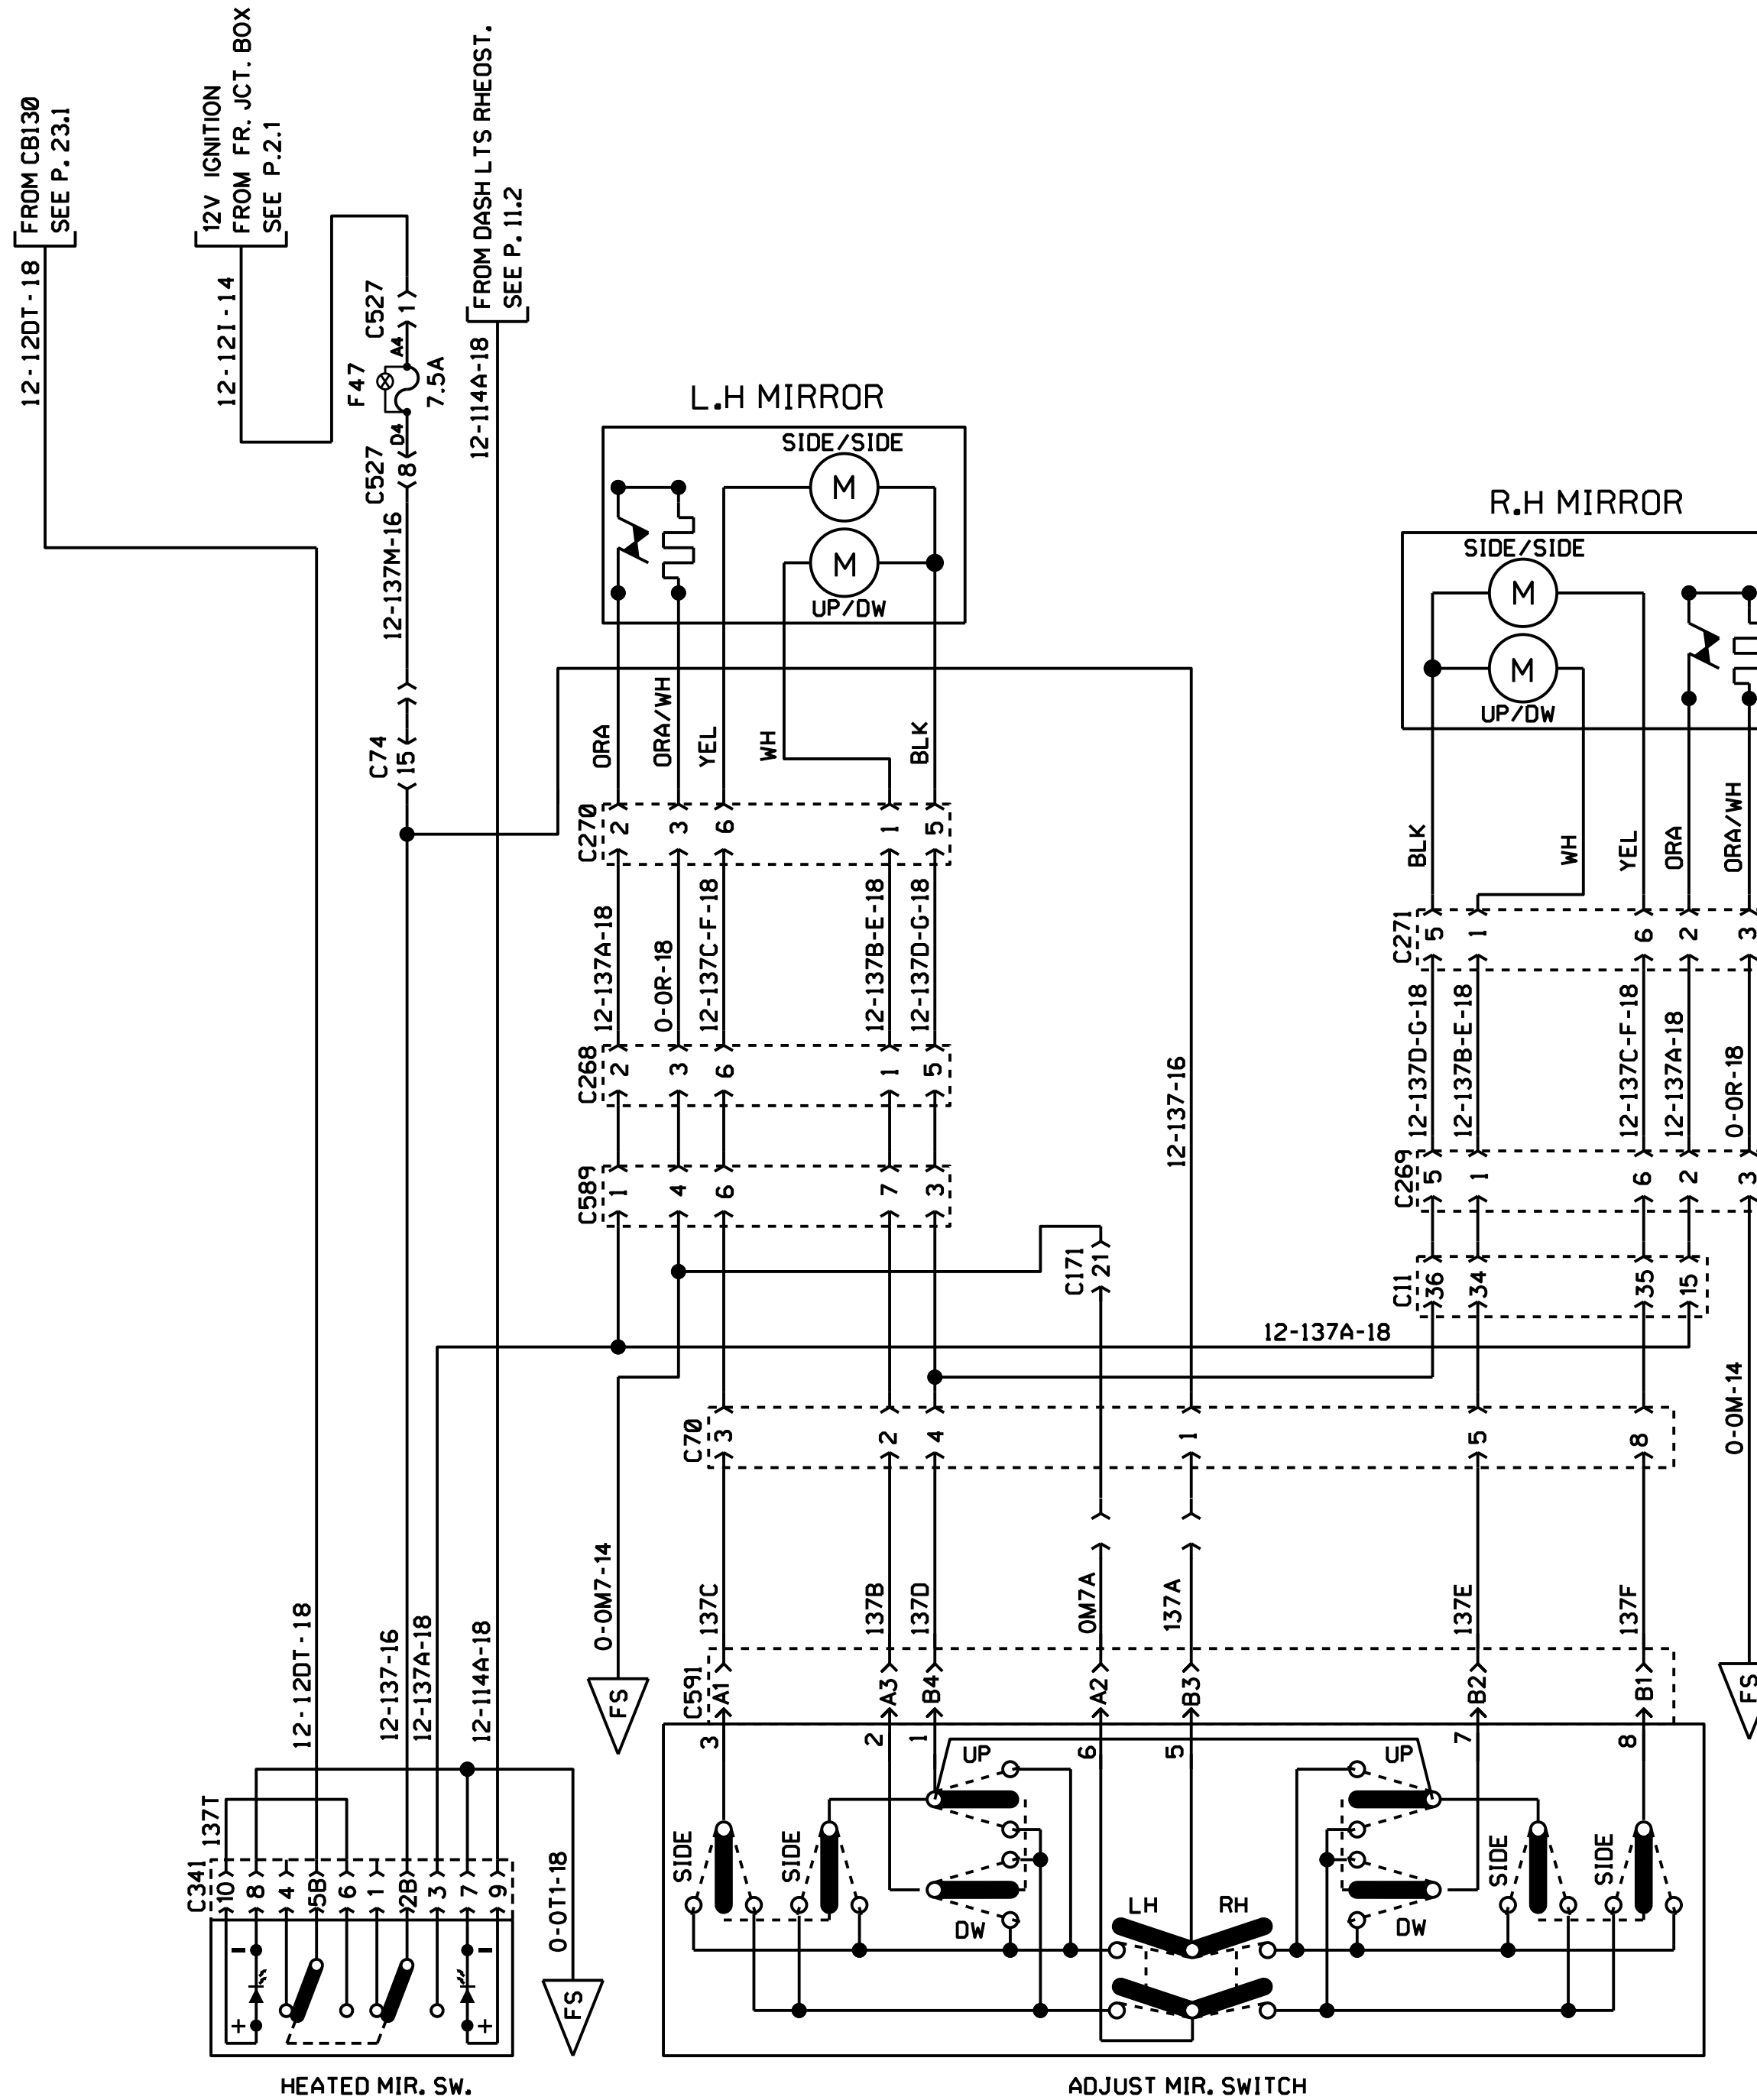 FROM CB130
SEE P. 23.1
12-12DT-18
12V IGNITION
FROM FR. JCT. BOX
SEE P.2.1
12-12I-14
C527
1
A4
F47
7.5A
D4
C527
8
12-137M-16
C74
15
FROM DASH LTS RHEOST.
SEE P. 11.2
12-114A-18
L.H MIRROR
SIDE/SIDE
M
M
UP/DW
ORA
ORA/WH
YEL
WH
BLK
C270
2
3
6
1
5
12-137A-18
0-0R-18
12-137C-F-18
12-137B-E-18
12-137D-G-18
C268
2
3
6
1
5
C589
1
4
6
7
3
C171
21
12-137-16
R.H MIRROR
SIDE/SIDE
M
M
UP/DW
BLK
WH
YEL
ORA
ORA/WH
C271
5
1
6
2
3
12-137D-G-18
12-137B-E-18
12-137C-F-18
12-137A-18
0-0R-18
C269
5
1
6
2
3
C11
36
34
35
15
12-137A-18
0-0M-14
FS
C70
3
2
4
1
5
8
0-0M7-14
FS
137C
137B
137D
0M7A
137A
137E
137F
C591
A1
A3
B4
A2
B3
B2
B1
3
2
1
6
5
7
8
UP
UP
SIDE
SIDE
SIDE
SIDE
DW
DW
LH
RH
ADJUST MIR. SWITCH
12-12DT-18
12-137-16
12-137A-18
12-114A-18
137T
C341
10
8
4
5B
6
1
2B
3
7
9
0-0T1-18
FS
-
+
-
+
HEATED MIR. SW.